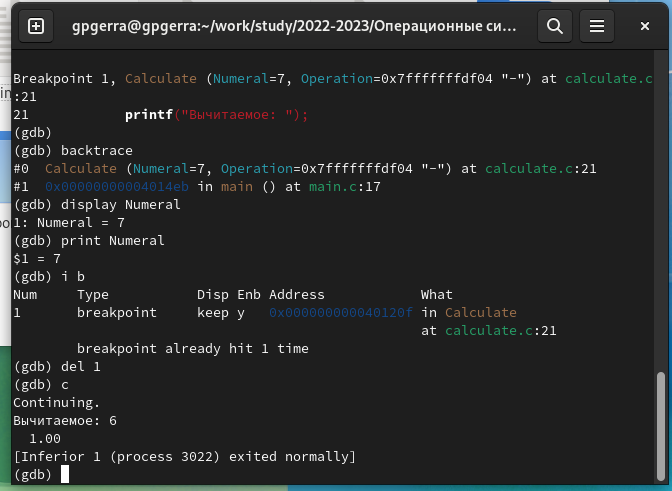 gpgerra@gpgerra:~/work/study/2022-2023/Операционные си...
Breakpoint 1, Calculate (Numeral=7, Operation=0x7fffffffdf04 "-") at calculate.c
:21
21            printf("Вычитаемое: ");
(gdb)
(gdb) backtrace
#0  Calculate (Numeral=7, Operation=0x7fffffffdf04 "-") at calculate.c:21
#1  0x00000000004014eb in main () at main.c:17
(gdb) display Numeral
1: Numeral = 7
(gdb) print Numeral
$1 = 7
(gdb) i b
Num     Type           Disp Enb Address            What
1       breakpoint     keep y   0x000000000040120f in Calculate
                                                   at calculate.c:21
        breakpoint already hit 1 time
(gdb) del 1
(gdb) c
Continuing.
Вычитаемое: 6
  1.00
[Inferior 1 (process 3022) exited normally]
(gdb)